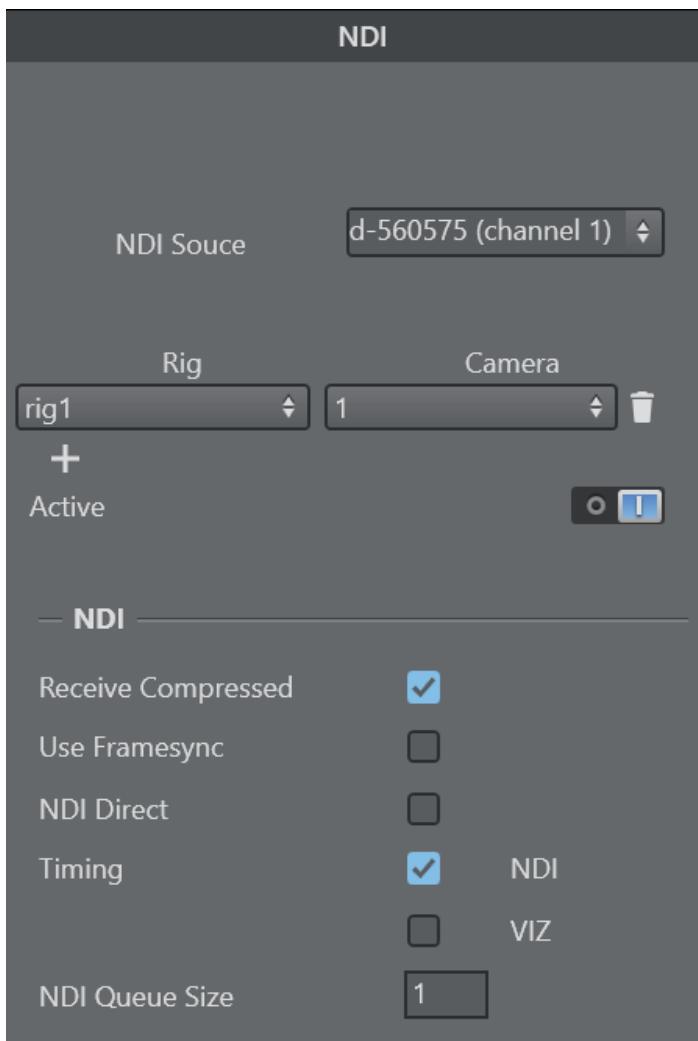 NDI
NDI Souce d-560575 (channel 1)
Rig Camera
rig1 1
Active
NDI
Receive Compressed
Use Framesync
NDI Direct
Timing NDI
VIZ
NDI Queue Size 1